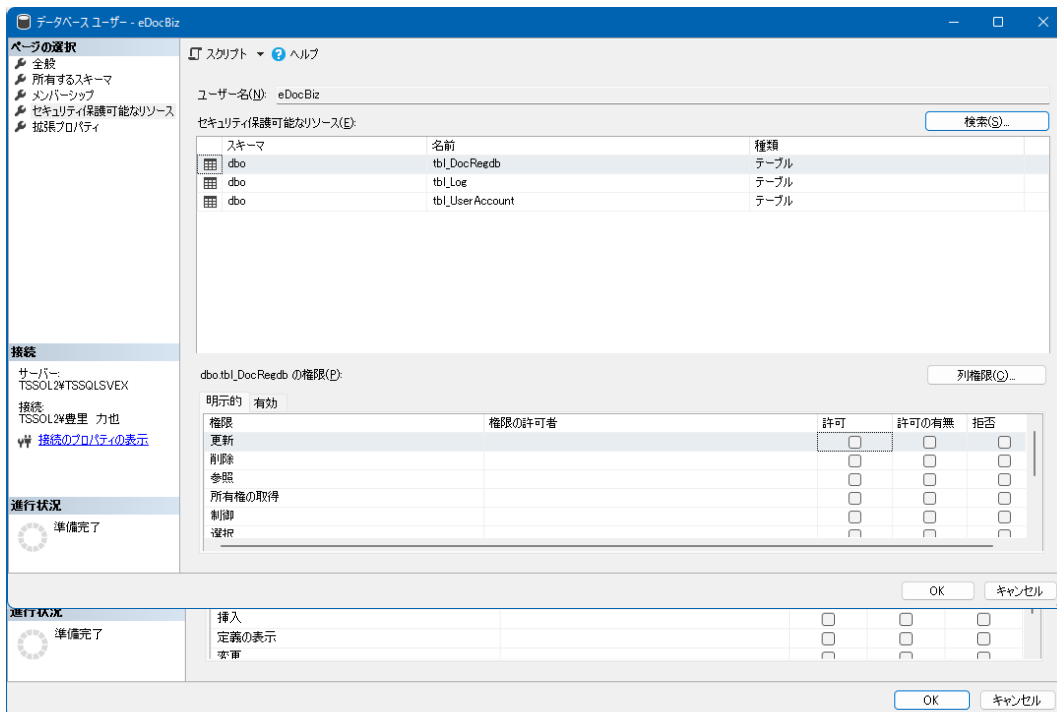 データベース ユーザー - eDocBiz
ページの選択
全般
所有するスキーマ
メンバーシップ
セキュリティ保護可能なリソース
拡張プロパティ
スクリプト ヘルプ
ユーザー名(N): eDocBiz
セキュリティ保護可能なリソース(E):
検索(S)...
スキーマ 名前 種類
dbo tbl_DocRegdb テーブル
dbo tbl_Log テーブル
dbo tbl_UserAccount テーブル
接続
サーバー:
TSSOL2¥TSSQLSVEX
接続:
TSSOL2¥豊里 力也
接続のプロパティの表示
進行状況
準備完了
dbo.tbl_DocRegdb の権限(P):
列権限(C)...
明示的 有効
権限 権限の許可者 許可 許可の有無 拒否
更新
削除
参照
所有権の取得
制御
選択
OK キャンセル
進行状況
準備完了
挿入
定義の表示
変更
OK キャンセル